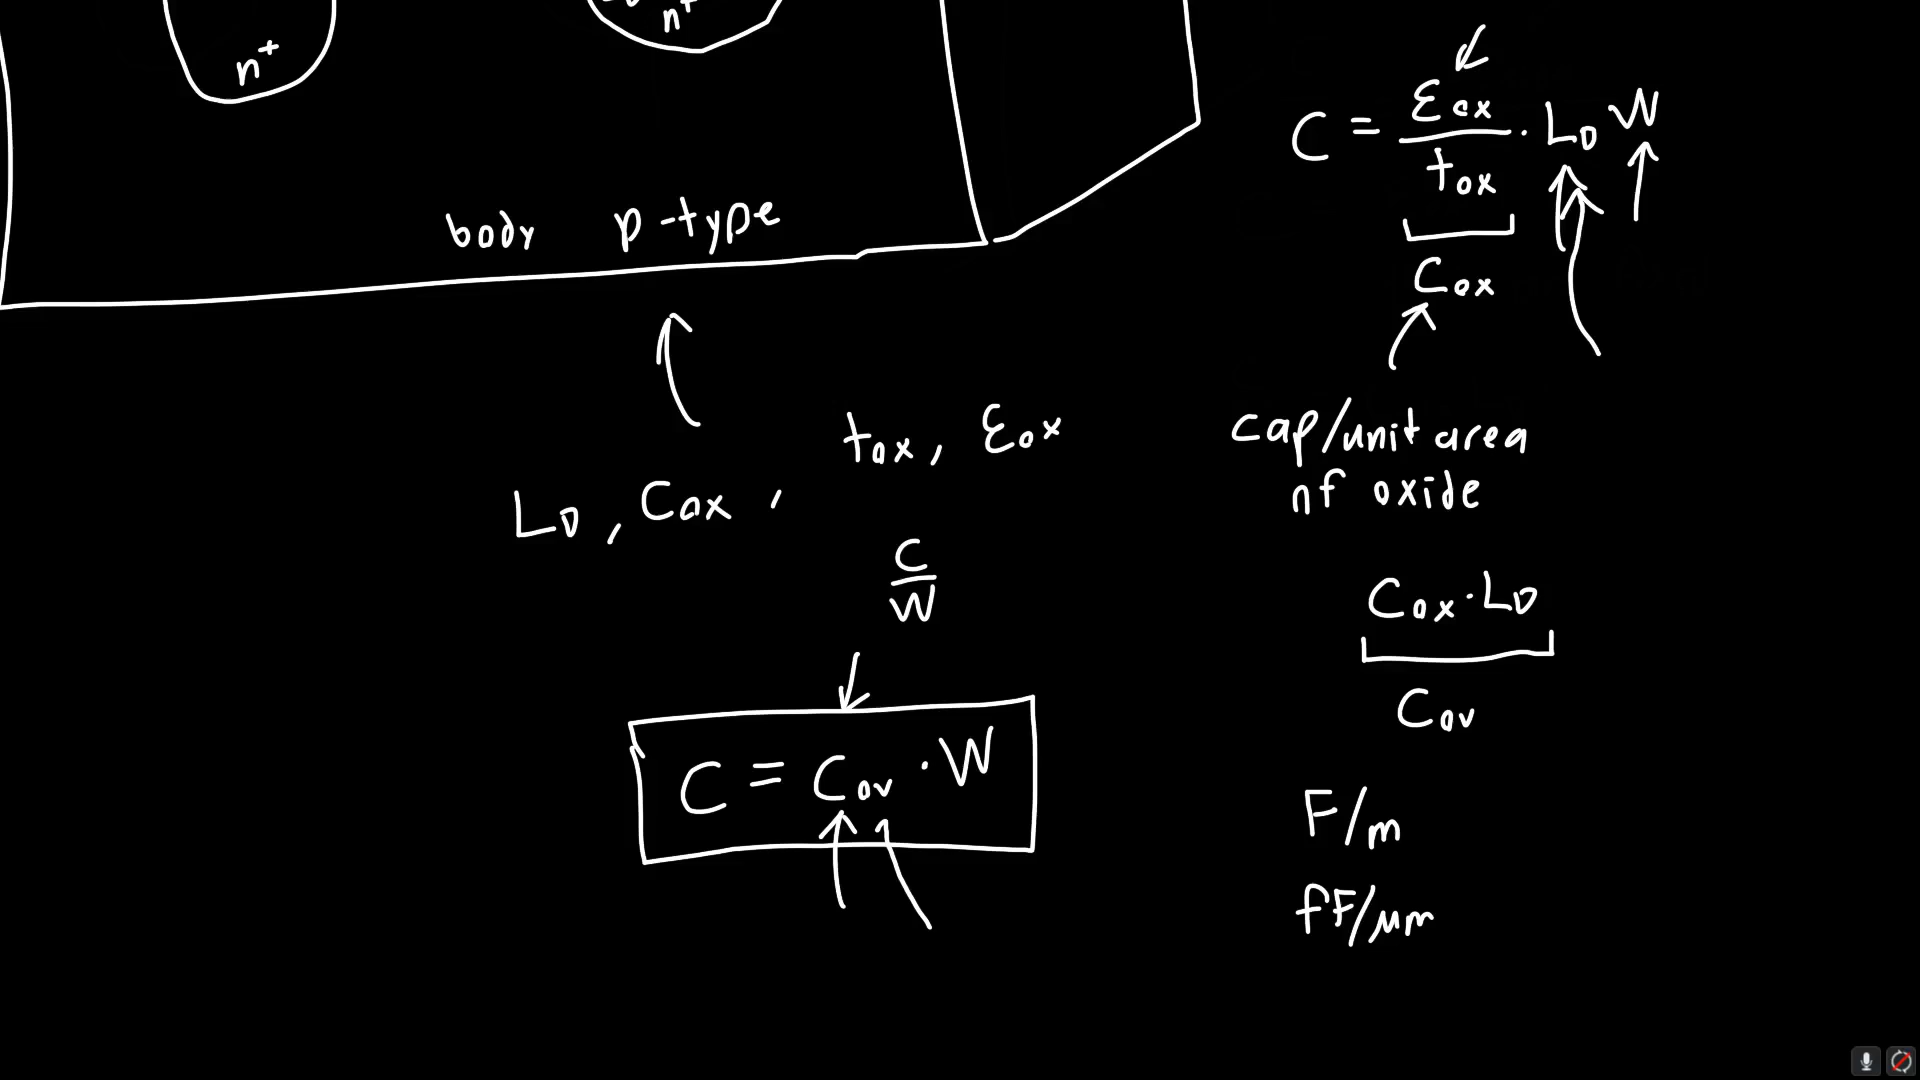 n+
n+
body p-type
C = εox/tox · LD W
Cox
tox, εox
LD, Cox,
cap/unit area
of oxide
C/W
Cox · LD
Cov
C = Cov · W
F/m
fF/μm